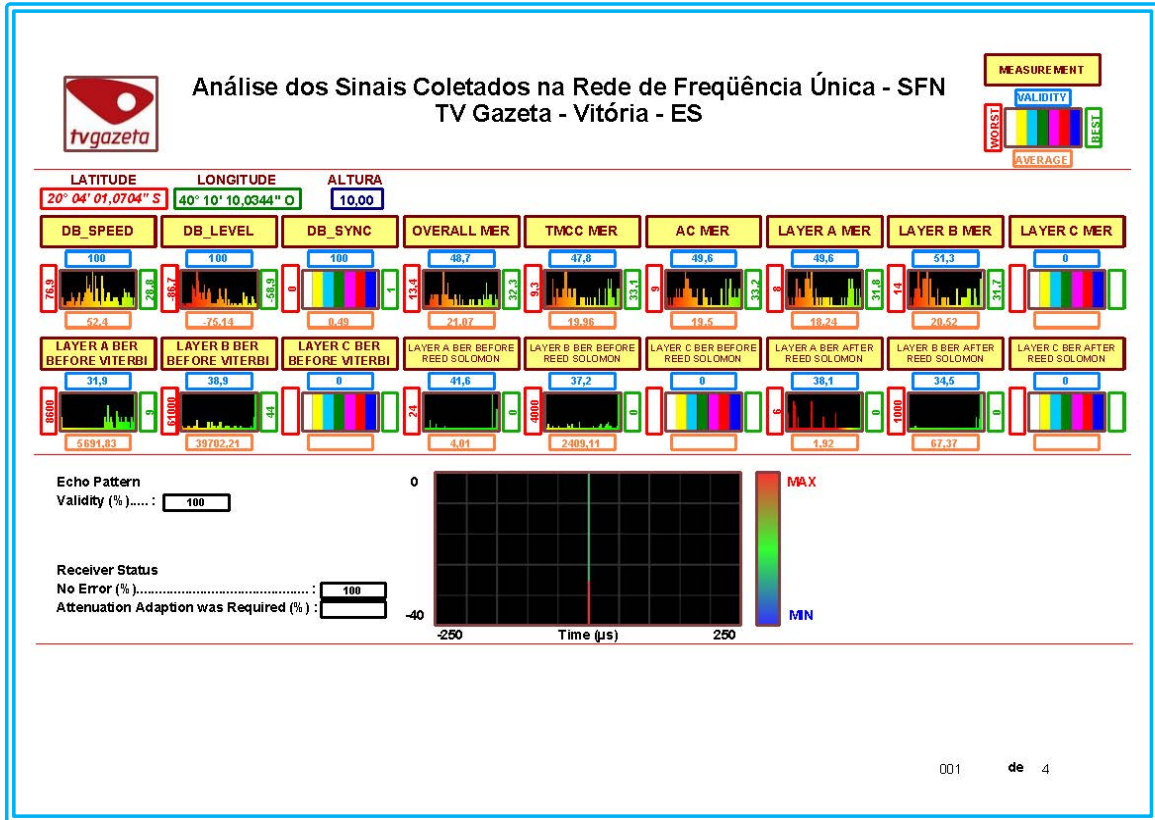 tvgazeta
Análise dos Sinais Coletados na Rede de Freqüência Única - SFN
TV Gazeta - Vitória - ES
MEASUREMENT
VALIDITY
WORST
BEST
AVERAGE
LATITUDE LONGITUDE ALTURA
20° 04' 01,0704" S 40° 10' 10,0344" O 10,00
DB_SPEED DB_LEVEL DB_SYNC OVERALL MER TMCC MER AC MER LAYER A MER LAYER B MER LAYER C MER
100 100 100 48,7 47,8 49,6 49,6 51,3 0
76,9 28,8 -86,7 -58,9 0 1 13,4 32,3 9,3 33,1 9 33,2 8 31,8 14 31,7
52,4 -75,14 0,49 21,07 19,96 19,5 18,24 20,52
LAYER A BER LAYER B BER LAYER C BER LAYER A BER BEFORE LAYER B BER BEFORE LAYER C BER BEFORE LAYER A BER AFTER LAYER B BER AFTER LAYER C BER AFTER
BEFORE VITERBI BEFORE VITERBI BEFORE VITERBI REED SOLOMON REED SOLOMON REED SOLOMON REED SOLOMON REED SOLOMON REED SOLOMON
31,9 38,9 0 41,6 37,2 0 38,1 34,5 0
8600 9 61000 44 24 0 4000 0 6 0 1000 0
5691,83 39702,21 4,01 2409,11 1,92 67,37
Echo Pattern
Validity (%)..... : 100
0
MAX
Receiver Status
No Error (%)............................................... : 100
Attenuation Adaption was Required (%) :
-40
MIN
-250 Time (µs) 250
001 de 4